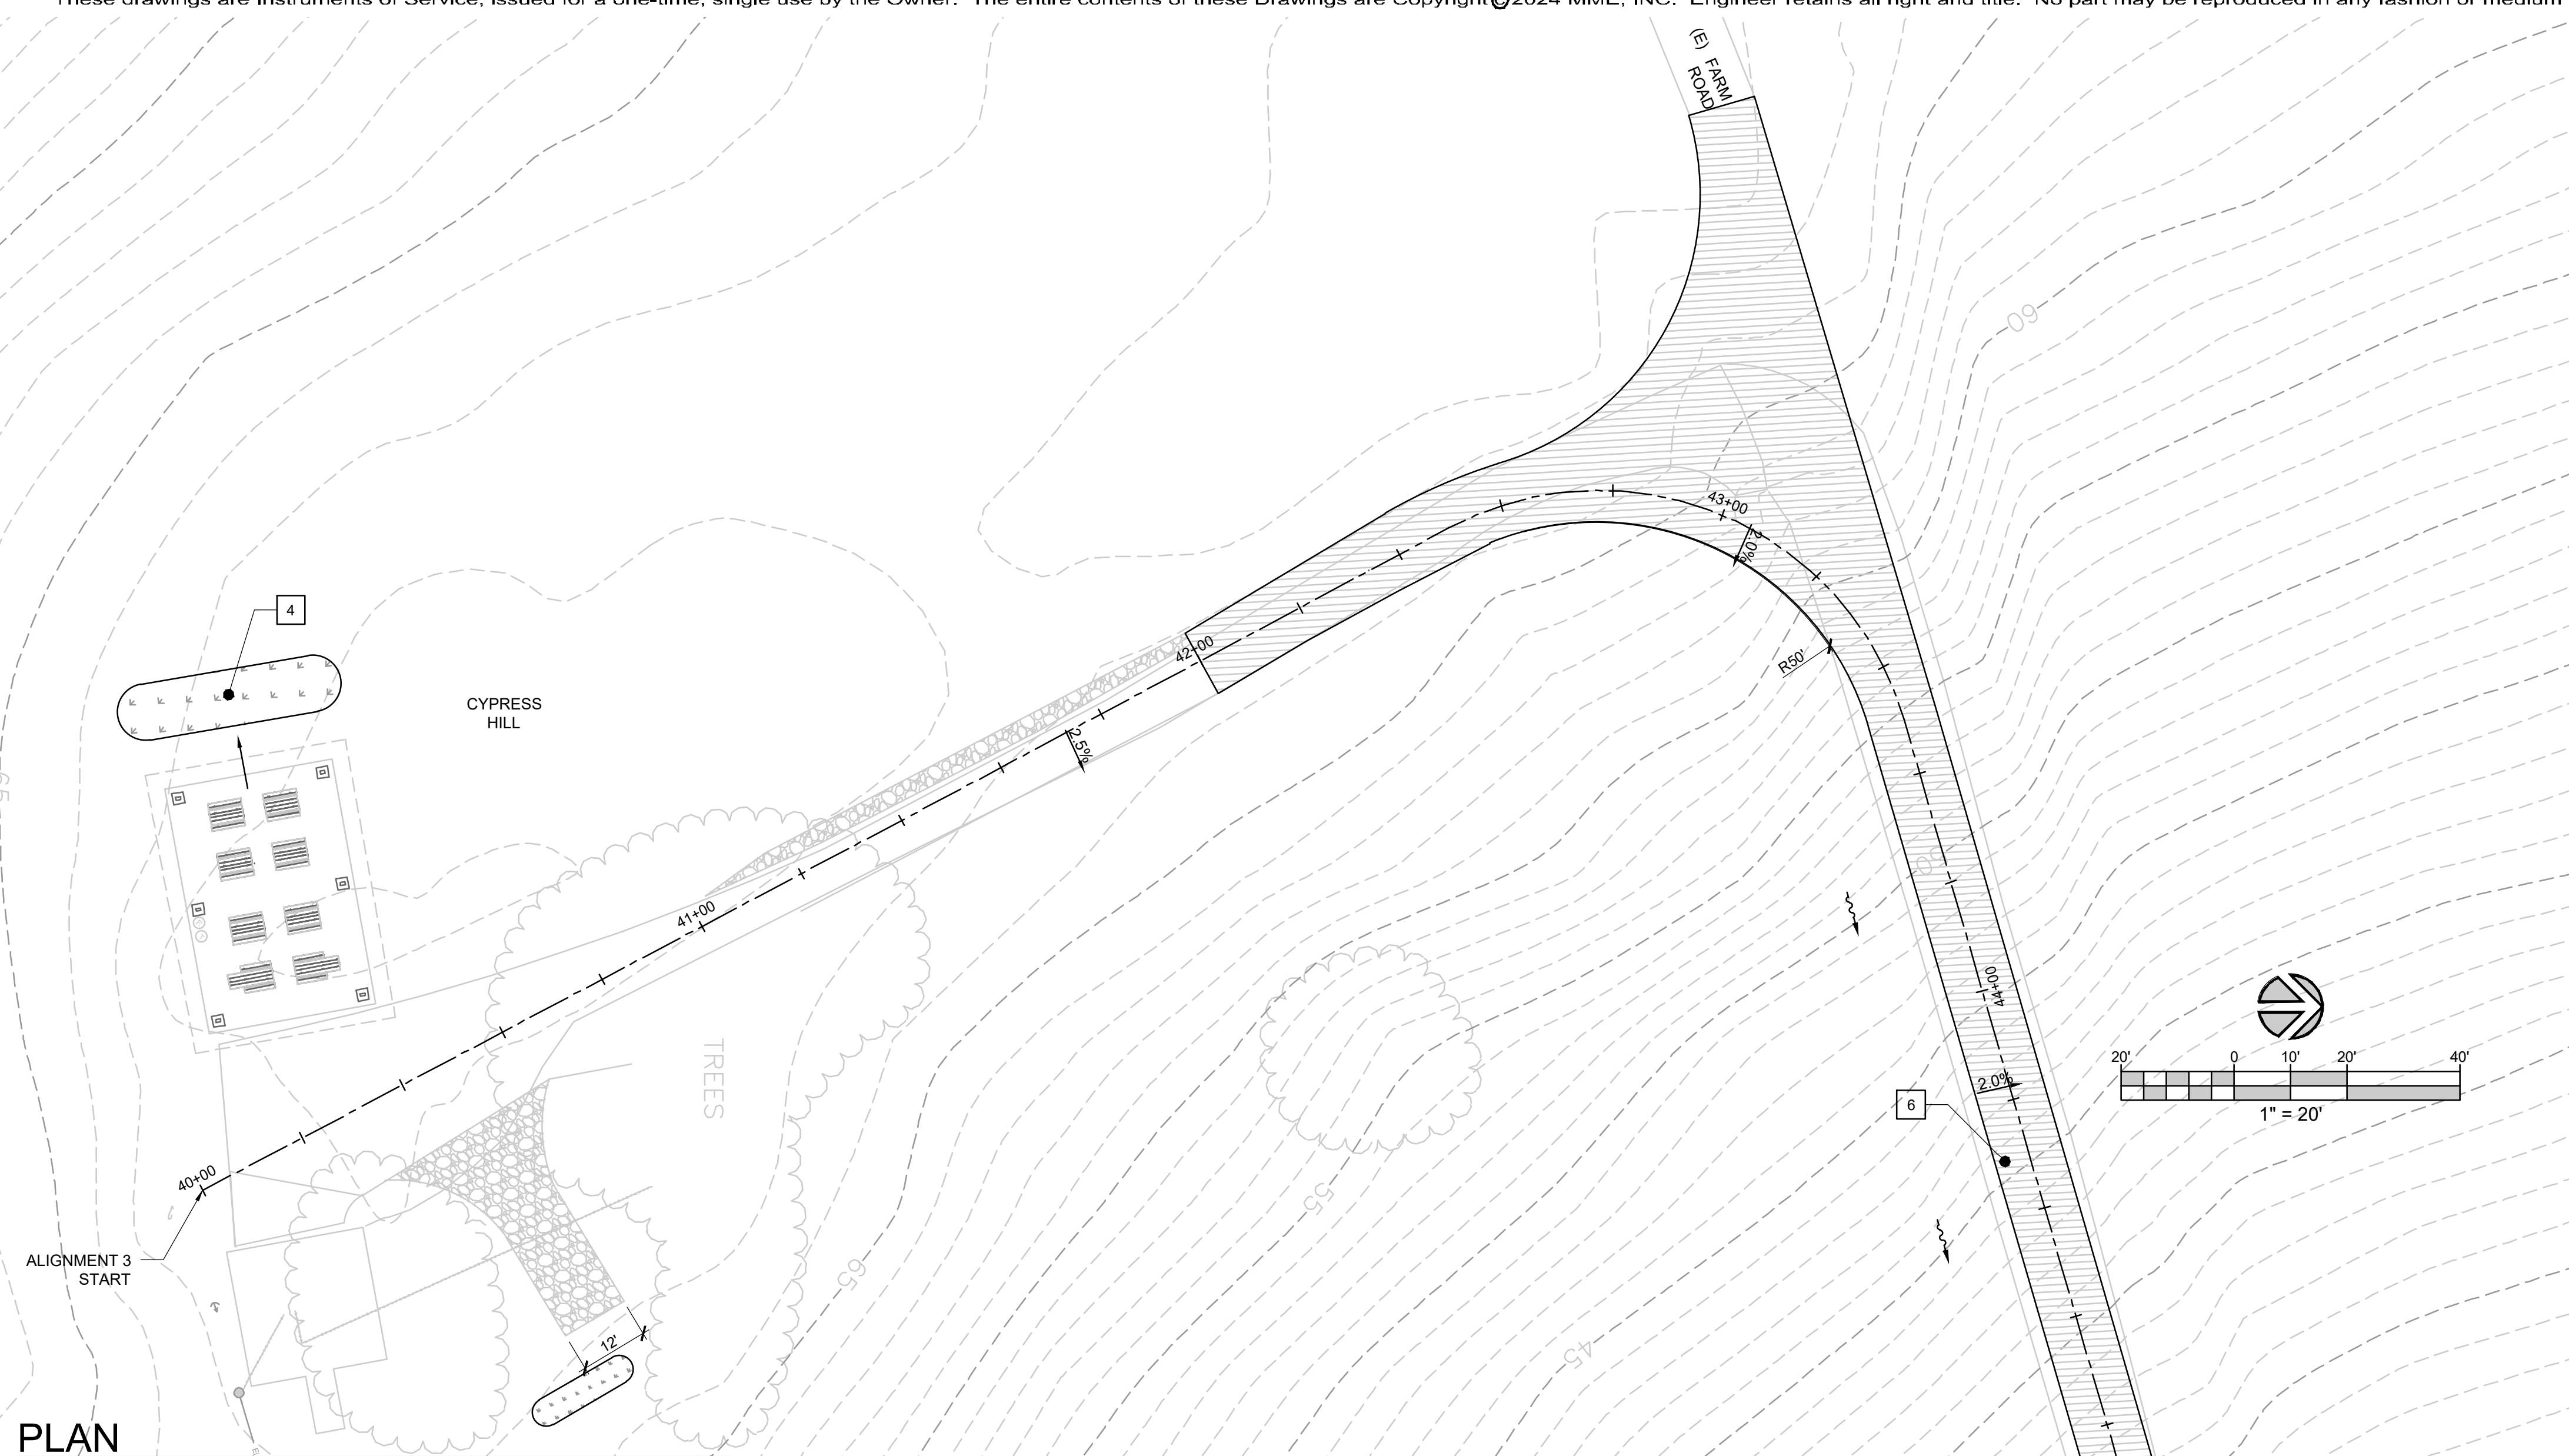 These drawings are Instruments of Service, issued for a one-time, single use by the Owner. The entire contents of these Drawings are Copyright © 2024 MME, INC. Engineer retains all right and title. No part may be reproduced in any fashion or medium
(E) FARM
ROAD
60
43+00
2.0%
4
42+00
R50'
CYPRESS
HILL
2.5%
50
41+00
44+00
TREES
20' 0 10' 20' 40'
1" = 20'
2.0%
6
40+00
55
ALIGNMENT 3
START
65
12'
45
PLAN